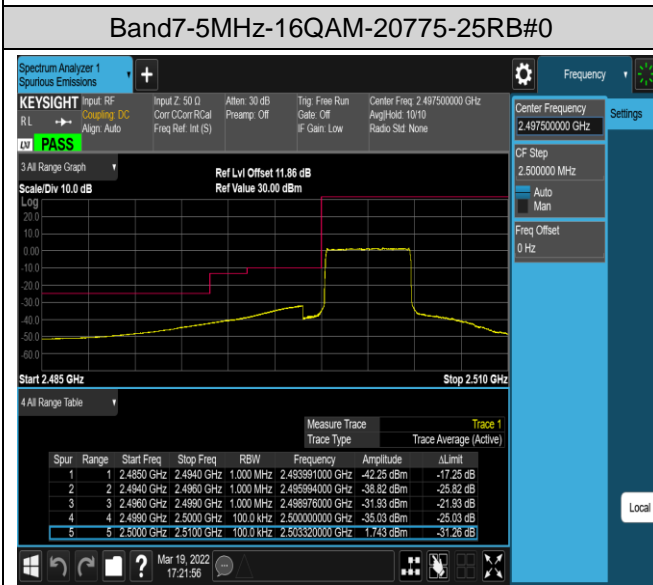 Band7-5MHz-16QAM-20775-25RB#0
Spectrum Analyzer 1
Spurious Emissions
+
Frequency
KEYSIGHT
RL
Input: RF
Coupling: DC
Align: Auto
Input Z: 50 Ω
Corr CCorr RCal
Freq Ref: Int (S)
Atten: 30 dB
Preamp: Off
Trig: Free Run
Gate: Off
IF Gain: Low
Center Freq: 2.497500000 GHz
Avg|Hold: 10/10
Radio Std: None
LXI PASS
Center Frequency
2.497500000 GHz
Settings
CF Step
2.500000 MHz
Auto
Man
Freq Offset
0 Hz
3 All Range Graph
Scale/Div 10.0 dB
Ref Lvl Offset 11.86 dB
Ref Value 30.00 dBm
Log
20.0
10.0
0.00
-10.0
-20.0
-30.0
-40.0
-50.0
-60.0
Start 2.485 GHz
Stop 2.510 GHz
4 All Range Table
Measure Trace Trace 1
Trace Type Trace Average (Active)
Spur Range Start Freq Stop Freq RBW Frequency Amplitude ΔLimit
1 1 2.4850 GHz 2.4940 GHz 1.000 MHz 2.493991000 GHz -42.25 dBm -17.25 dB
2 2 2.4940 GHz 2.4960 GHz 1.000 MHz 2.495994000 GHz -38.82 dBm -25.82 dB
3 3 2.4960 GHz 2.4990 GHz 1.000 MHz 2.498976000 GHz -31.93 dBm -21.93 dB
4 4 2.4990 GHz 2.5000 GHz 100.0 kHz 2.500000000 GHz -35.03 dBm -25.03 dB
5 5 2.5000 GHz 2.5100 GHz 100.0 kHz 2.503320000 GHz 1.743 dBm -31.26 dB
Local
?
Mar 19, 2022
17:21:56